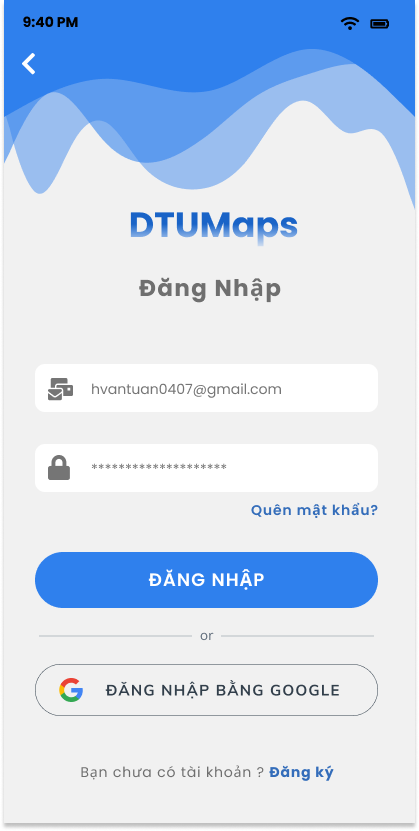 9:40 PM
DTUMaps
Đăng Nhập
hvantuan0407@gmail.com
********************
Quên mật khẩu?
ĐĂNG NHẬP
or
ĐĂNG NHẬP BẰNG GOOGLE
Bạn chưa có tài khoản ? Đăng ký